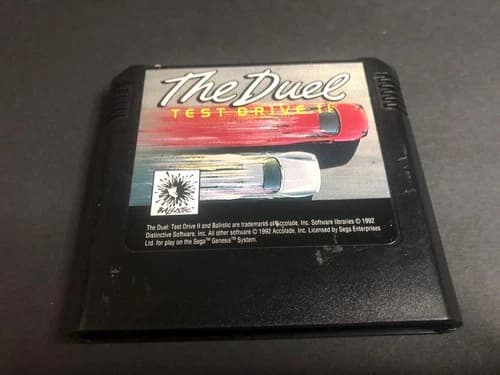 The Duel
TEST DRIVE II
BALLISTIC
The Duel: Test Drive II and Ballistic are trademarks of Accolade, Inc. Software libraries © 1992
Distinctive Software, Inc. All other software © 1992 Accolade, Inc. Licensed by Sega Enterprises
Ltd. for play on the Sega™ Genesis™ System.